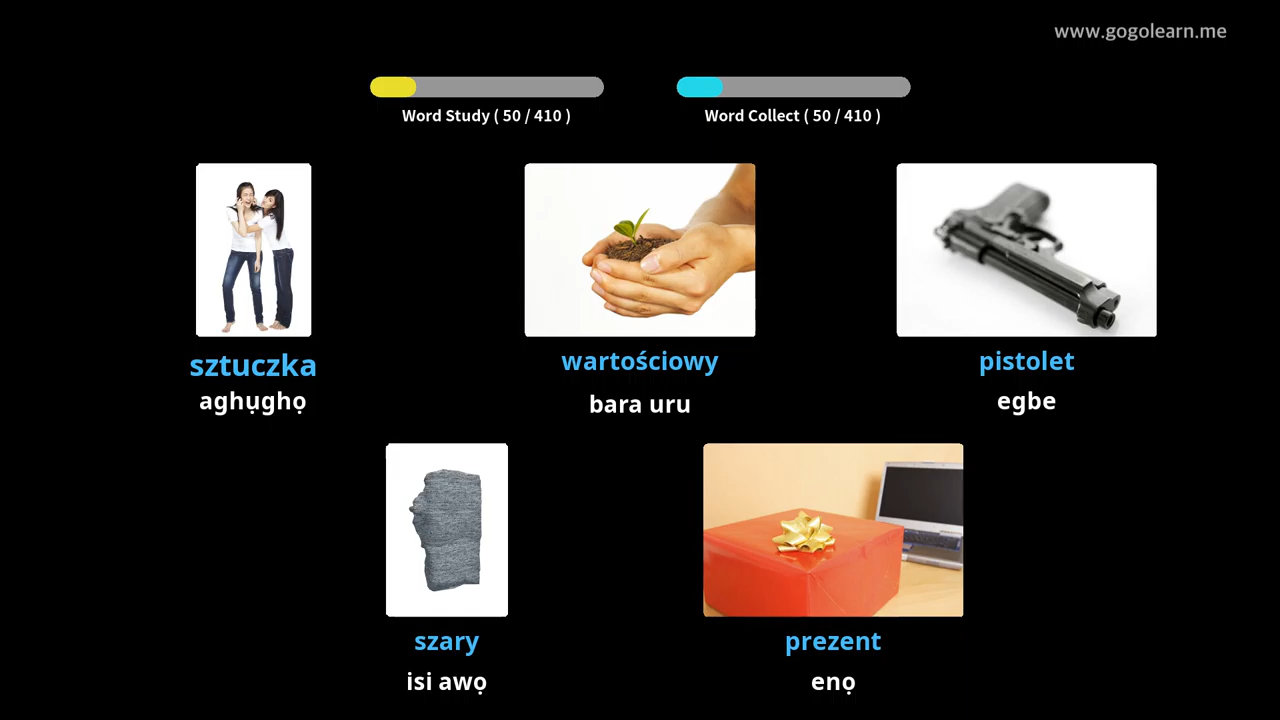 www.gogolearn.me
Word Study ( 50 / 410 )
Word Collect ( 50 / 410 )
sztuczka
aghụghọ
wartościowy
bara uru
pistolet
egbe
szary
isi awọ
prezent
enọ